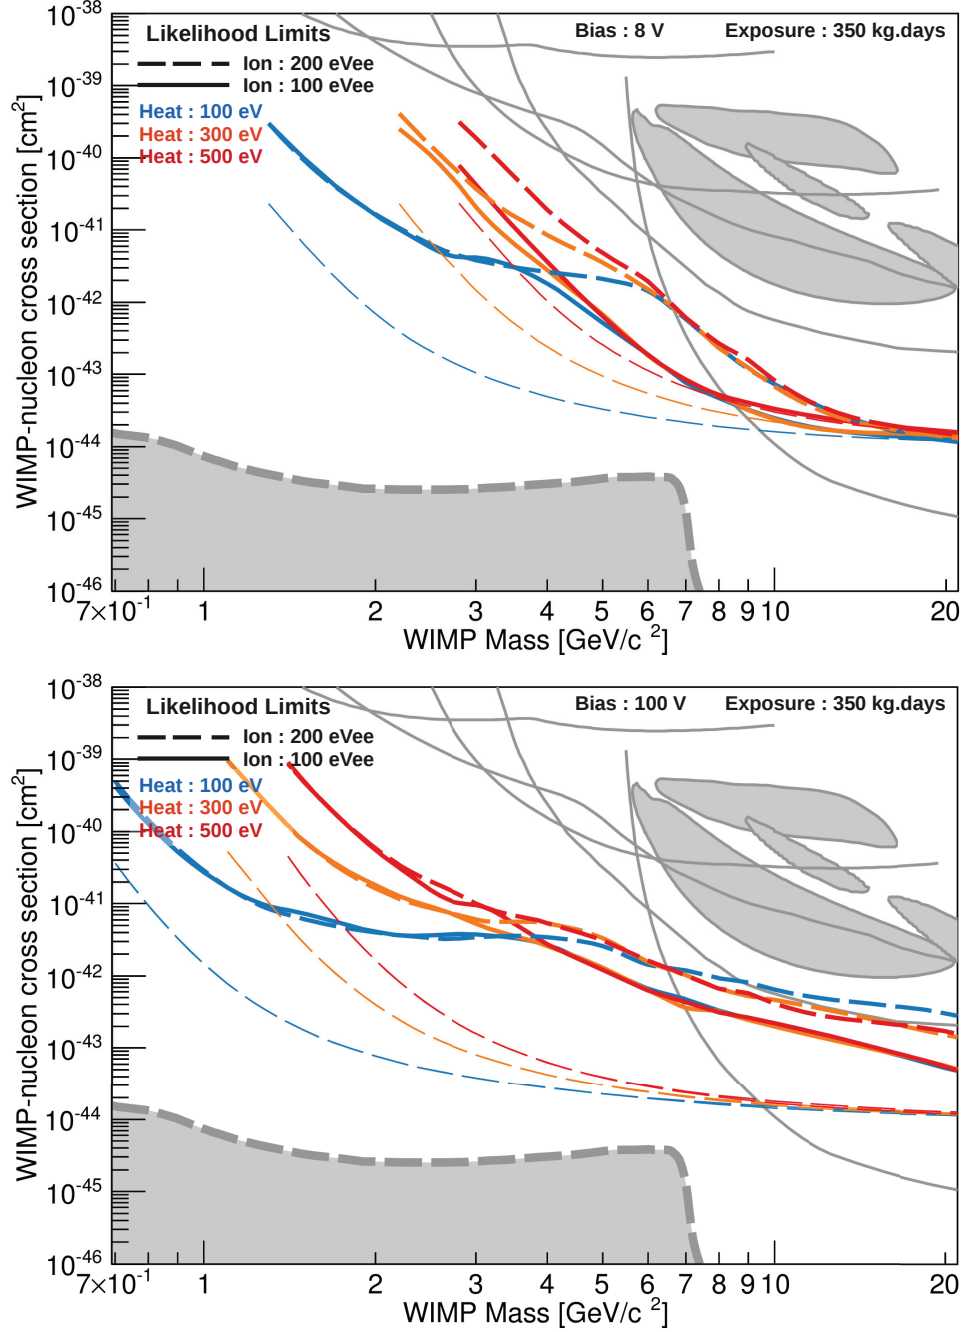 Likelihood Limits
Bias : 8 V
Exposure : 350 kg.days
Ion : 200 eVee
Ion : 100 eVee
Heat : 100 eV
Heat : 300 eV
Heat : 500 eV
WIMP-nucleon cross section [cm²]
10⁻³⁸
10⁻³⁹
10⁻⁴⁰
10⁻⁴¹
10⁻⁴²
10⁻⁴³
10⁻⁴⁴
10⁻⁴⁵
10⁻⁴⁶
7×10⁻¹ 1 2 3 4 5 6 7 8 9 10 20
WIMP Mass [GeV/c ²]
Likelihood Limits
Bias : 100 V
Exposure : 350 kg.days
Ion : 200 eVee
Ion : 100 eVee
Heat : 100 eV
Heat : 300 eV
Heat : 500 eV
WIMP-nucleon cross section [cm²]
10⁻³⁸
10⁻³⁹
10⁻⁴⁰
10⁻⁴¹
10⁻⁴²
10⁻⁴³
10⁻⁴⁴
10⁻⁴⁵
10⁻⁴⁶
7×10⁻¹ 1 2 3 4 5 6 7 8 9 10 20
WIMP Mass [GeV/c ²]